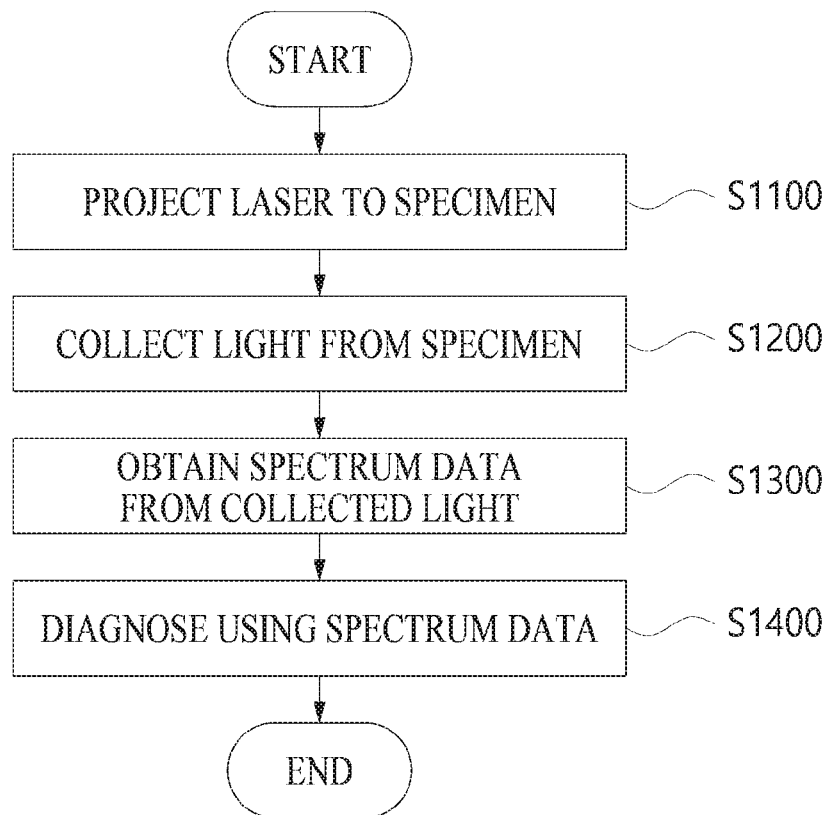 START
PROJECT LASER TO SPECIMEN
S1100
COLLECT LIGHT FROM SPECIMEN
S1200
OBTAIN SPECTRUM DATA
FROM COLLECTED LIGHT
S1300
DIAGNOSE USING SPECTRUM DATA
S1400
END